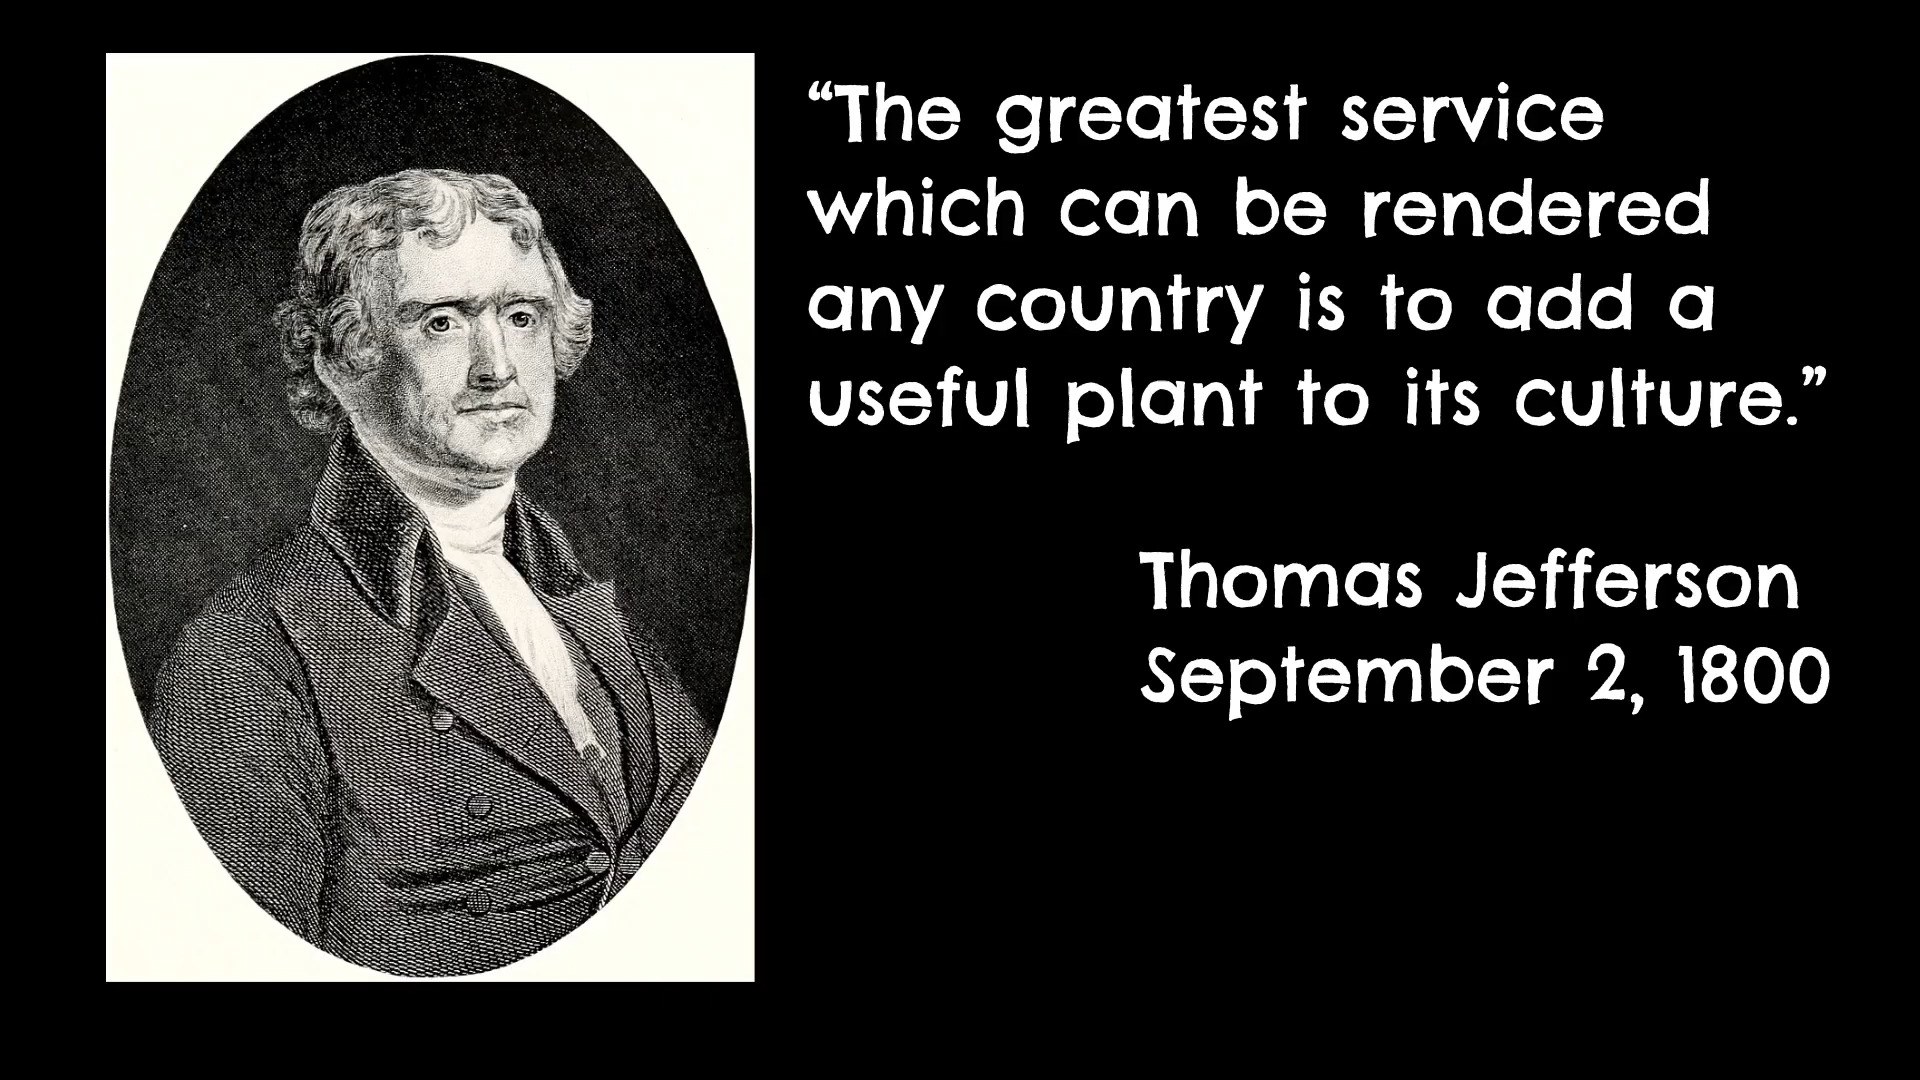 “The greatest service
which can be rendered
any country is to add a
useful plant to its culture.”
Thomas Jefferson
September 2, 1800